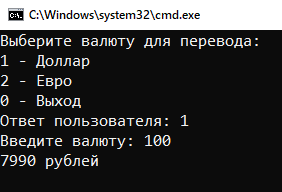 C:\Windows\system32\cmd.exe
Выберите валюту для перевода:
1 - Доллар
2 - Евро
0 - Выход
Ответ пользователя: 1
Введите валюту: 100
7990 рублей